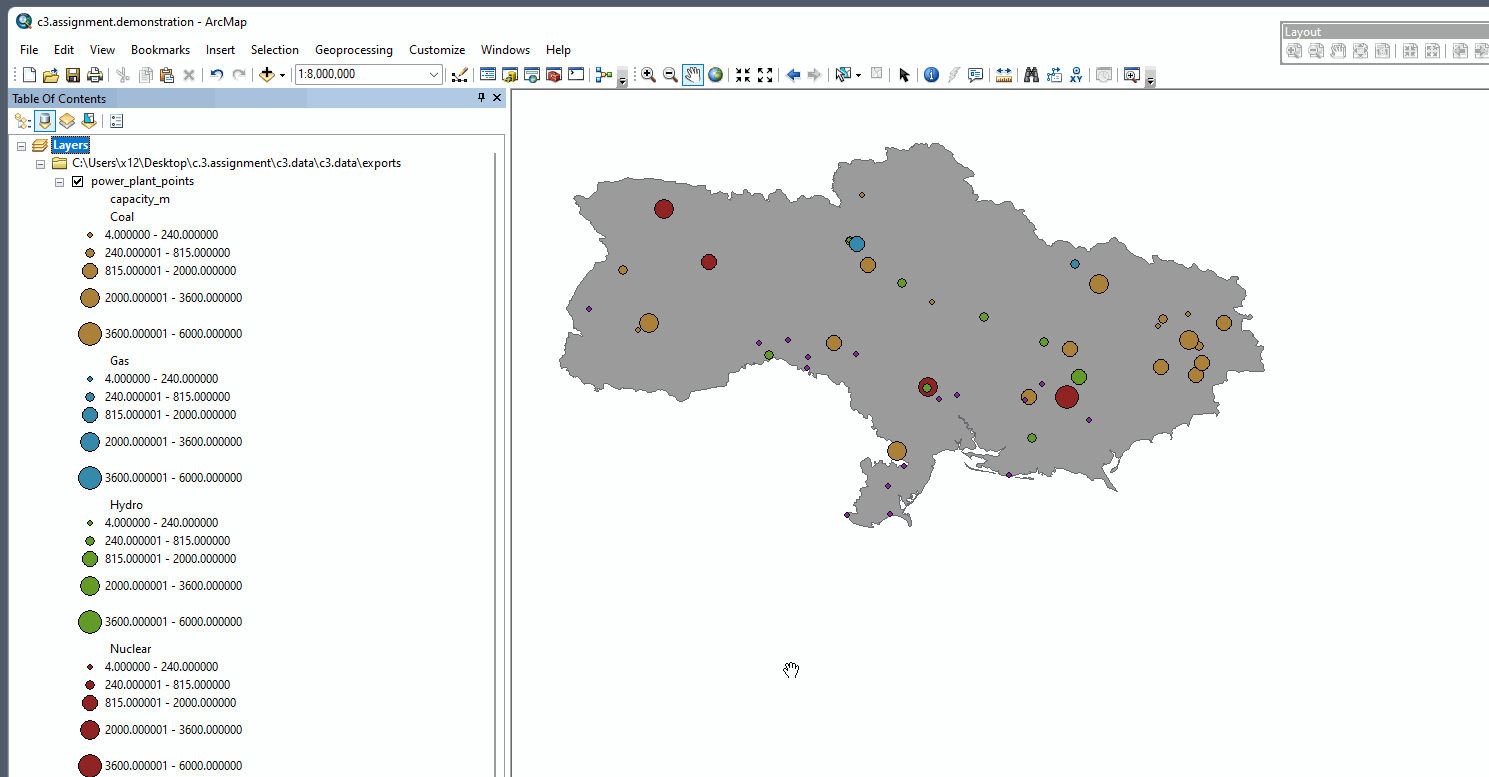 c3.assignment.demonstration - ArcMap
File Edit View Bookmarks Insert Selection Geoprocessing Customize Windows Help
Layout
1:8,000,000
XY
Table Of Contents
Layers
C:\Users\x12\Desktop\c.3.assignment\c3.data\c3.data\exports
power_plant_points
capacity_m
Coal
4.000000 - 240.000000
240.000001 - 815.000000
815.000001 - 2000.000000
2000.000001 - 3600.000000
3600.000001 - 6000.000000
Gas
4.000000 - 240.000000
240.000001 - 815.000000
815.000001 - 2000.000000
2000.000001 - 3600.000000
3600.000001 - 6000.000000
Hydro
4.000000 - 240.000000
240.000001 - 815.000000
815.000001 - 2000.000000
2000.000001 - 3600.000000
3600.000001 - 6000.000000
Nuclear
4.000000 - 240.000000
240.000001 - 815.000000
815.000001 - 2000.000000
2000.000001 - 3600.000000
3600.000001 - 6000.000000